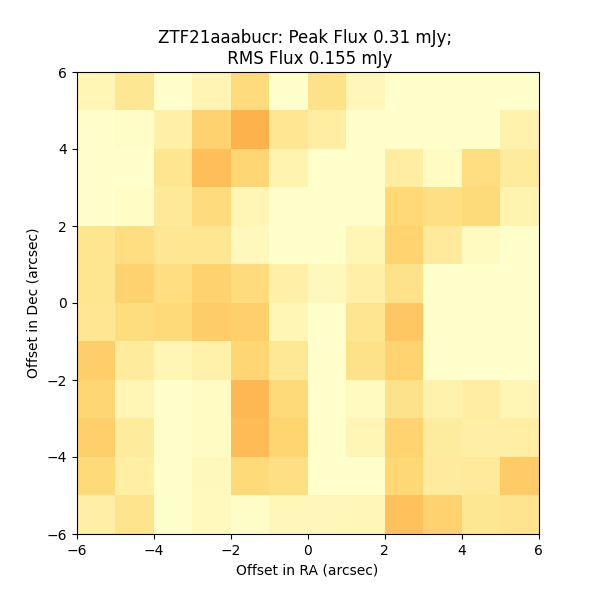 ZTF21aaabucr: Peak Flux 0.31 mJy;
RMS Flux 0.155 mJy
6
4
2
0
−2
−4
−6
Offset in Dec (arcsec)
−6 −4 −2 0 2 4 6
Offset in RA (arcsec)